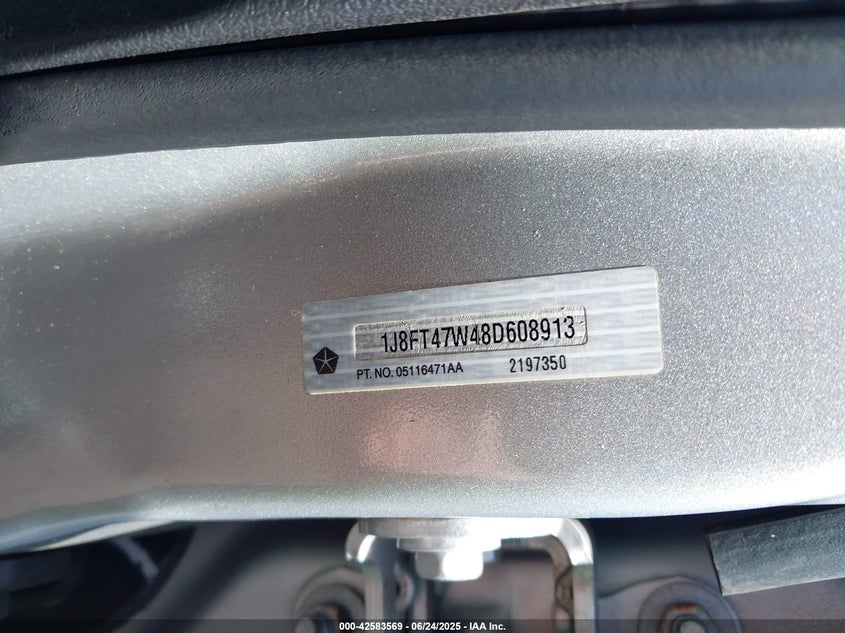 1J8FT47W48D608913
PT. NO. 05116471AA 2197350
000-42583569 - 06/24/2025 - IAA Inc.